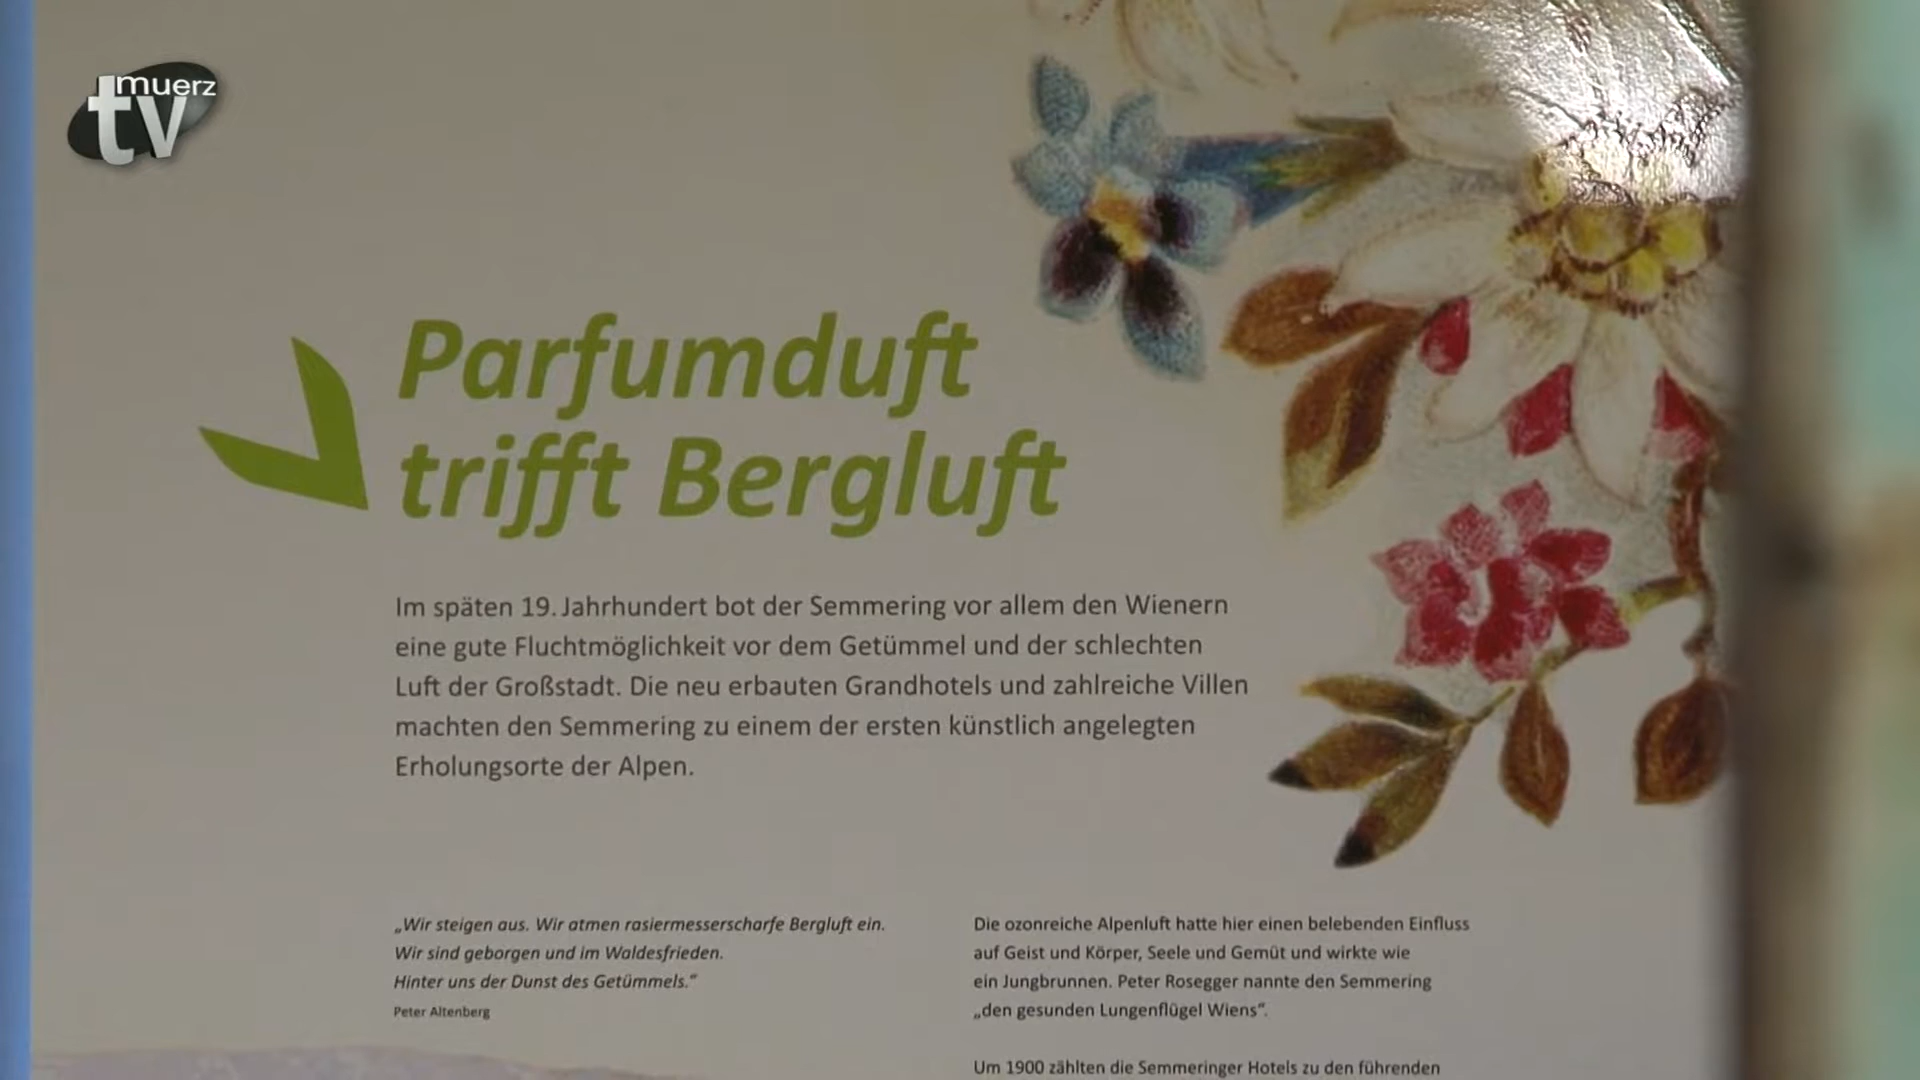 muerz
tv
Parfumduft
trifft Bergluft
Im späten 19. Jahrhundert bot der Semmering vor allem den Wienern
eine gute Fluchtmöglichkeit vor dem Getümmel und der schlechten
Luft der Großstadt. Die neu erbauten Grandhotels und zahlreiche Villen
machten den Semmering zu einem der ersten künstlich angelegten
Erholungsorte der Alpen.
„Wir steigen aus. Wir atmen rasiermesserscharfe Bergluft ein.
Wir sind geborgen und im Waldesfrieden.
Hinter uns der Dunst des Getümmels.“
Peter Altenberg
Die ozonreiche Alpenluft hatte hier einen belebenden Einfluss
auf Geist und Körper, Seele und Gemüt und wirkte wie
ein Jungbrunnen. Peter Rosegger nannte den Semmering
„den gesunden Lungenflügel Wiens“.
Um 1900 zählten die Semmeringer Hotels zu den führenden